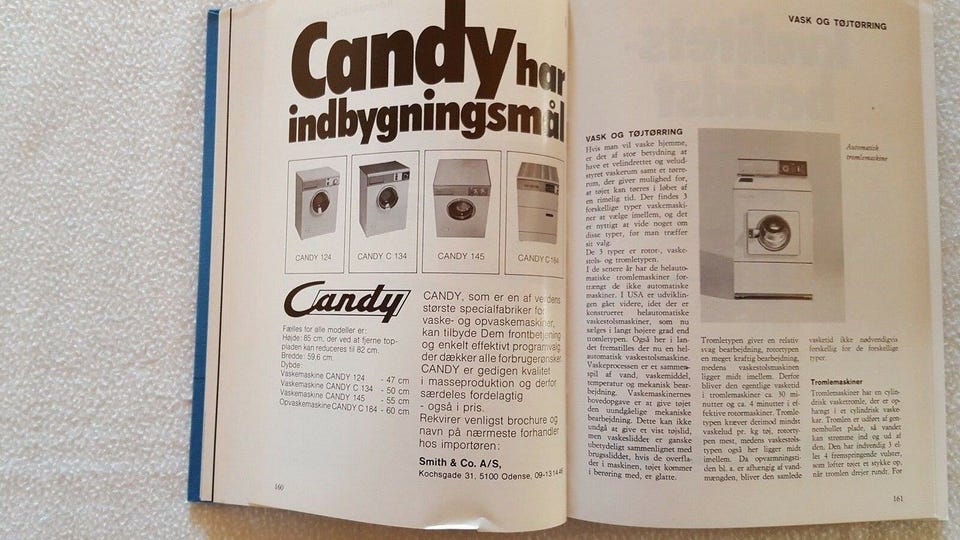 Candy har
indbygningsmål
CANDY 124
CANDY C 134
CANDY 145
CANDY C 184
Candy
Fælles for alle modeller er:
Højde: 85 cm, der ved at fjerne top-
pladen kan reduceres til 82 cm.
Bredde: 59,6 cm.
Dybde:
Vaskemaskine CANDY 124 - 47 cm
Vaskemaskine CANDY C 134 - 50 cm
Vaskemaskine CANDY 145 - 55 cm
Opvaskemaskine CANDY C 184 - 60 cm
CANDY, som er en af verdens
største specialfabriker for
vaske- og opvaskemaskiner,
kan tilbyde Dem frontbetjening
og enkelt effektivt programvalg
der dækker alle forbrugerønsker.
CANDY er gedigen kvalitet
i masseproduktion og derfor
særdeles fordelagtig
- også i pris.
Rekvirer venligst brochure og
navn på nærmeste forhandler
hos importøren:
Smith & Co. A/S,
Kochsgade 31, 5100 Odense, 09-131446
160
VASK OG TØJTØRRING
VASK OG TØJTØRRING
Hvis man vil vaske hjemme,
er det af stor betydning at
have et velindrettet og velud-
styret vaskerum samt et tørre-
rum, der giver mulighed for,
at tøjet kan tørres i løbet af
en rimelig tid. Der findes 3
forskellige typer vaskemaski-
ner at vælge imellem, og det
er nyttigt at vide noget om
disse typer, før man træffer
sit valg.
De 3 typer er rotor-, vaske-
stols- og tromletypen.
I de senere år har de helauto-
matiske tromlemaskiner for-
trængt de ikke automatiske
maskiner. I USA er udviklin-
gen gået videre, idet der er
konstrueret helautomatiske
vaskestolsmaskiner, som nu
sælges i langt højere grad end
tromletypen. Også her i lan-
det fremstilles der nu en hel-
automatisk vaskestolsmaskine.
Vaskeprocessen er et sammen-
spil af vand, vaskemiddel,
temperatur og mekanisk bear-
bejdning. Vaskemaskinernes
hovedopgave er at give tøjet
den uundgåelige mekaniske
bearbejdning. Dette kan ikke
undgå at give et vist tøjslid,
men vaskesliddet er ganske
ubetydelig sammenlignet med
brugsliddet, hvis de overfla-
der i maskinen, tøjet kommer
i berøring med, er glatte.
Automatisk
tromlemaskine
Tromletypen giver en relativ
svag bearbejdning, rotortypen
en meget kraftig bearbejdning,
medens vaskestolsmaskinen
ligger midt imellem. Derfor
bliver den egentlige vasketid
i tromlemaskiner ca. 30 minut-
ter og ca. 4 minutter i
effektive rotormaskiner. Tromle-
typen kræver derimod mindst
vaskelud pr. kg tøj, rotorty-
pen mest, medens vaskestols-
typen også her ligger midt
imellem. Da opvarmningsti-
den bl. a. er afhængig af vand-
mængden, bliver den samlede
vasketid ikke nødvendigvis
forskellig for de forskellige
typer.
Tromlemaskiner
Tromlemaskinen har en cylin-
drisk vasketromle, der er op-
hængt i et cylindrisk vaske-
kar. Tromlen er udført af gen-
nemhullet plade, så vandet
kan strømme ind og ud af
den. Den har indvendig 3 el-
ler 4 fremspringende vulster,
som løfter tøjet et stykke op,
når tromlen drejer rundt. For
161